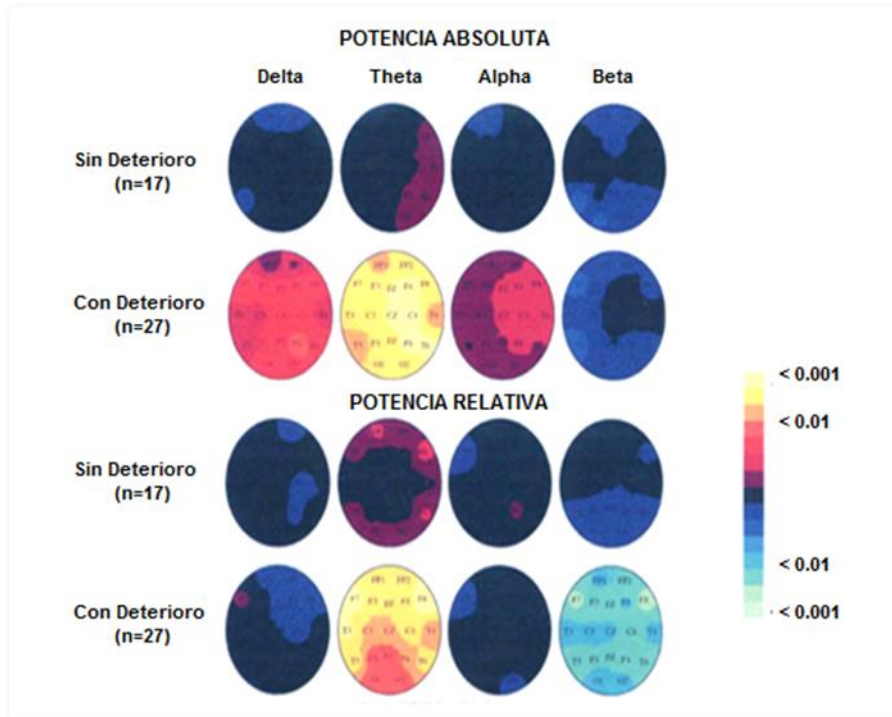 POTENCIA ABSOLUTA
Delta Theta Alpha Beta
Sin Deterioro
(n=17)
Con Deterioro
(n=27)
< 0.001
< 0.01
POTENCIA RELATIVA
Sin Deterioro
(n=17)
< 0.01
< 0.001
Con Deterioro
(n=27)